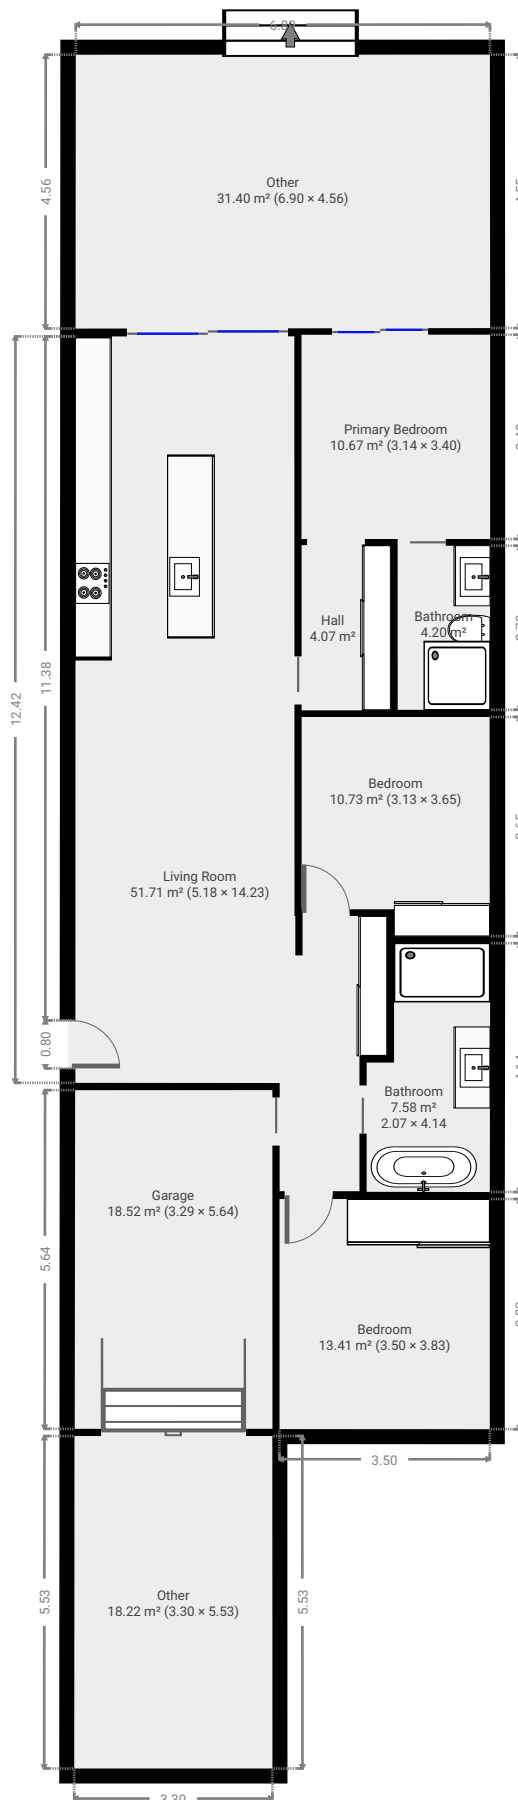 4.56
Other
31.40 m² (6.90 × 4.56)
Primary Bedroom
10.67 m² (3.14 × 3.40)
Hall
4.07 m²
Bathroom
4.20 m²
11.38
12.42
Bedroom
10.73 m² (3.13 × 3.65)
Living Room
51.71 m² (5.18 × 14.23)
0.80
Bathroom
7.58 m²
2.07 × 4.14
Garage
18.52 m² (3.29 × 5.64)
5.64
Bedroom
13.41 m² (3.50 × 3.83)
3.50
Other
18.22 m² (3.30 × 5.53)
5.53
5.53
3.30